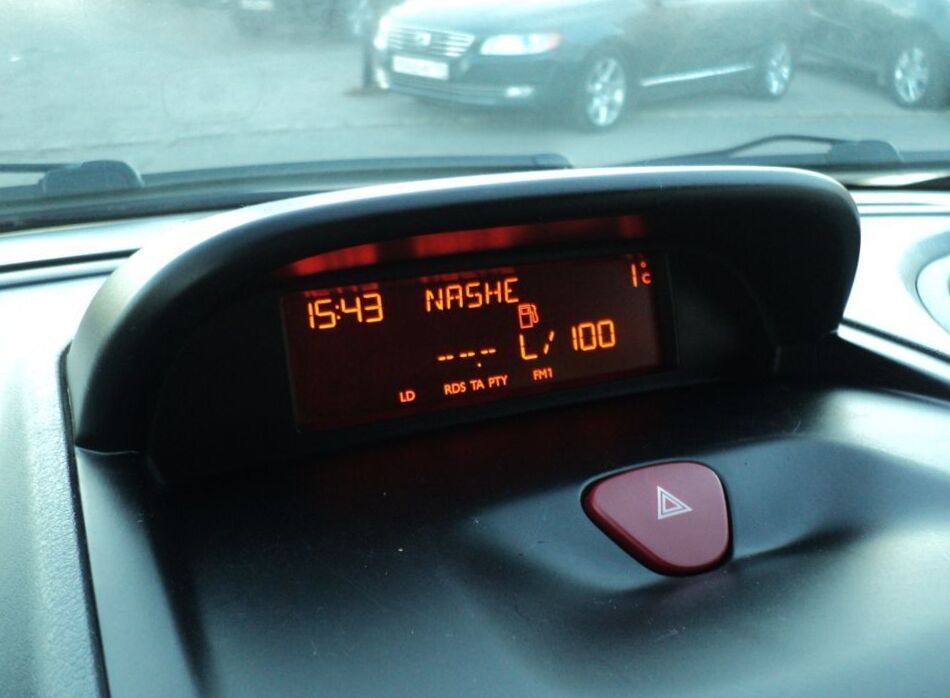 15:43 NASHE 1°C
--.- L/100
LD RDS TA PTY FM1